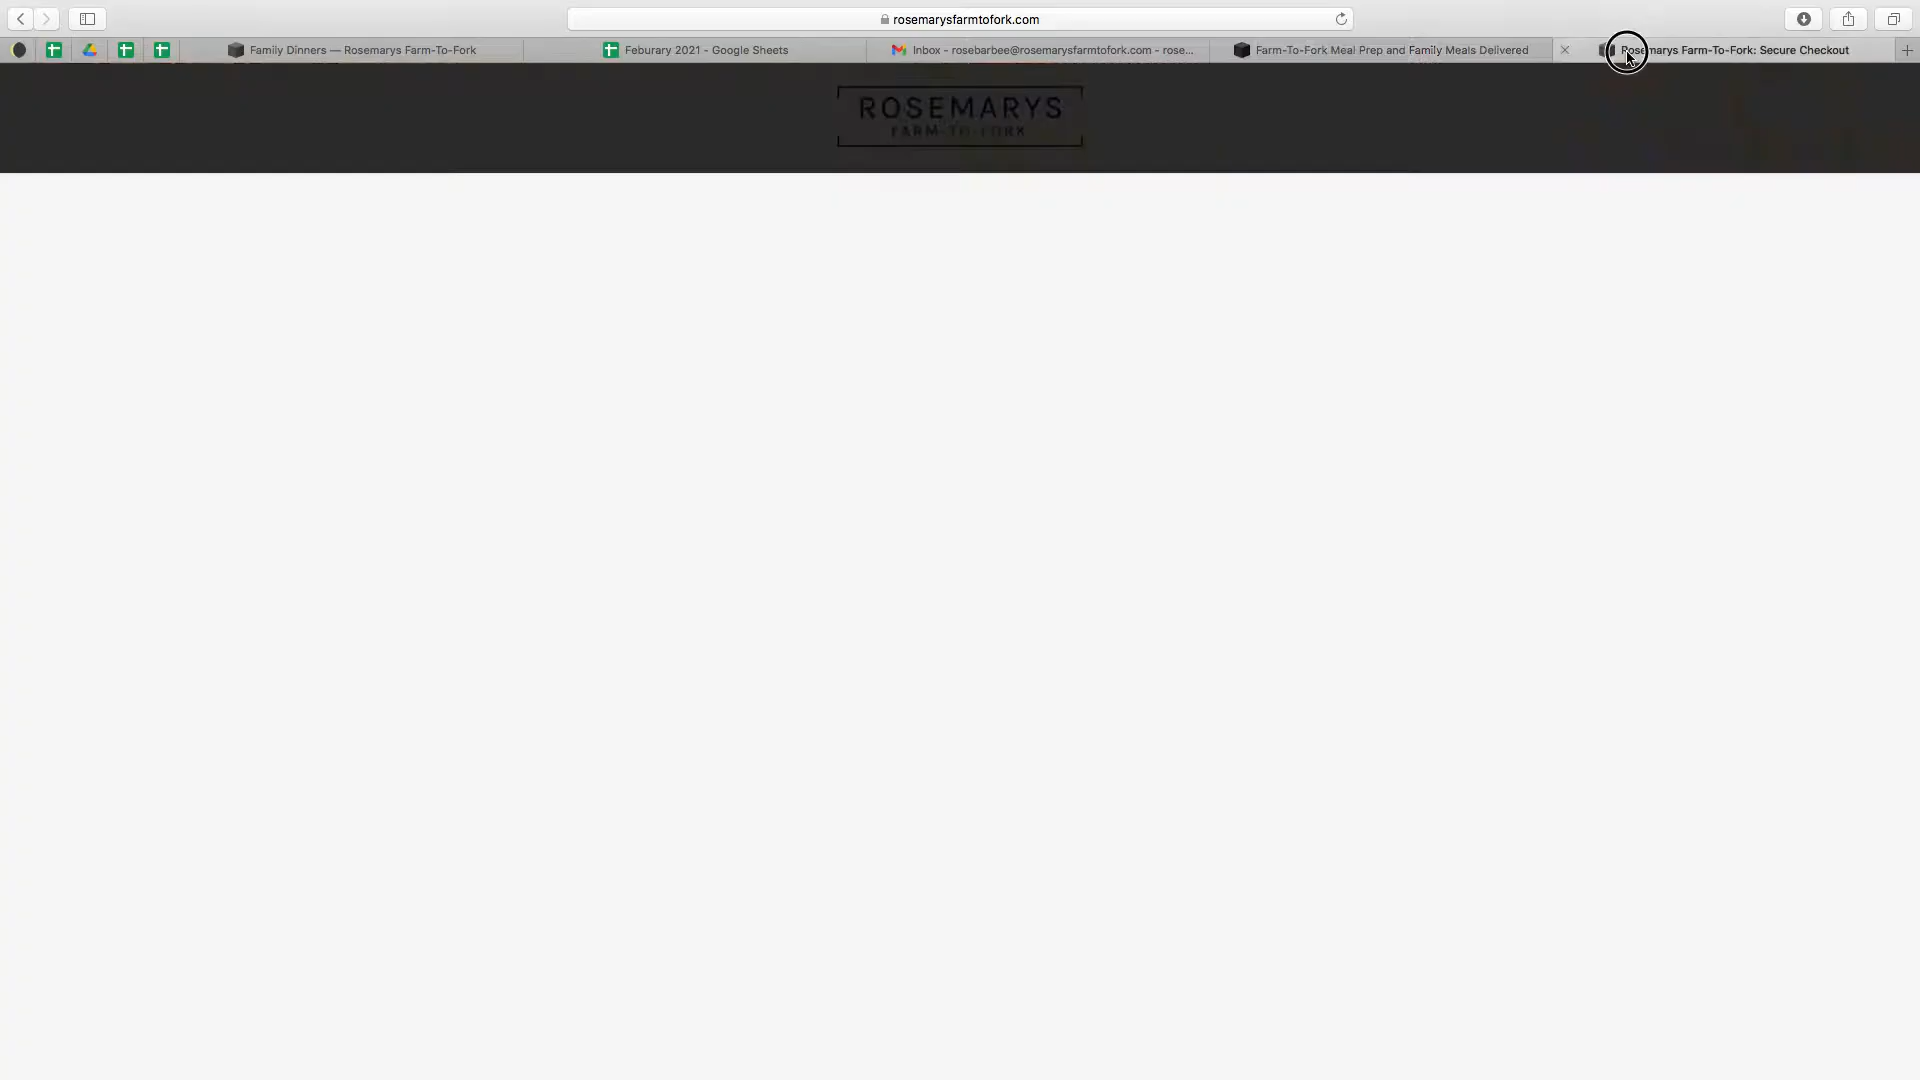 rosemarysfarmtofork.com
Family Dinners — Rosemarys Farm-To-Fork
Feburary 2021 - Google Sheets
Inbox - rosebarbee@rosemarysfarmtofork.com - rose...
Farm-To-Fork Meal Prep and Family Meals Delivered
Rosemarys Farm-To-Fork: Secure Checkout
ROSEMARYS
FARM-TO-FORK